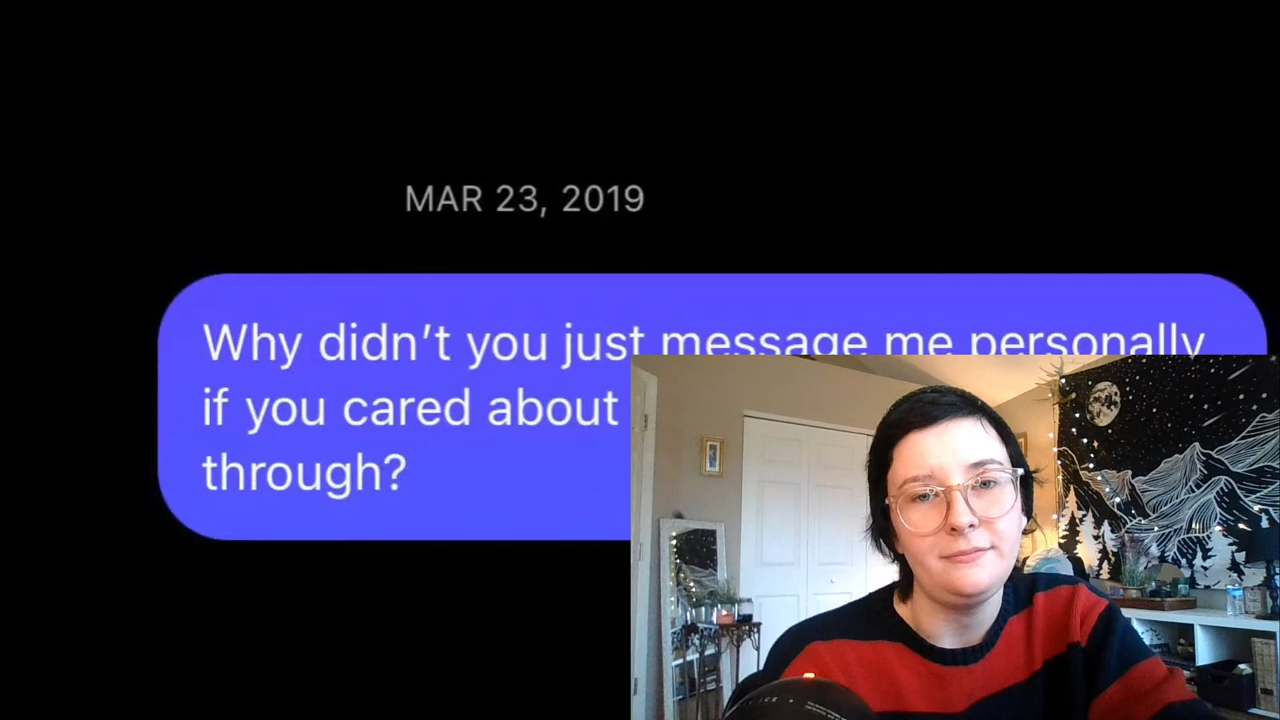 MAR 23, 2019
Why didn't you just message me personally
if you cared about
through?